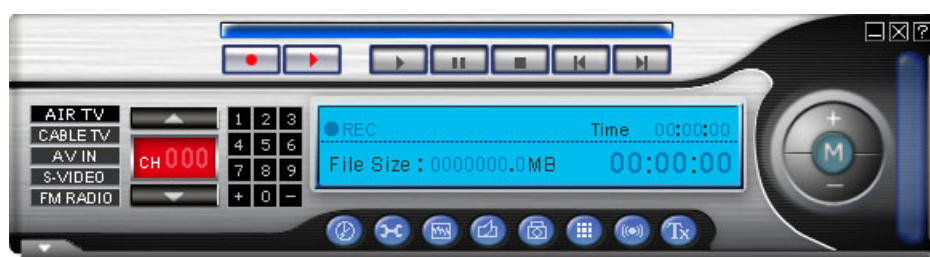 ?
AIR TV
CABLE TV
AV IN
S-VIDEO
FM RADIO
CH 000
1 2 3
4 5 6
7 8 9
+ 0 −
REC
Time 00:00:00
File Size : 0000000.0MB
00:00:00
+
M
−
Tx